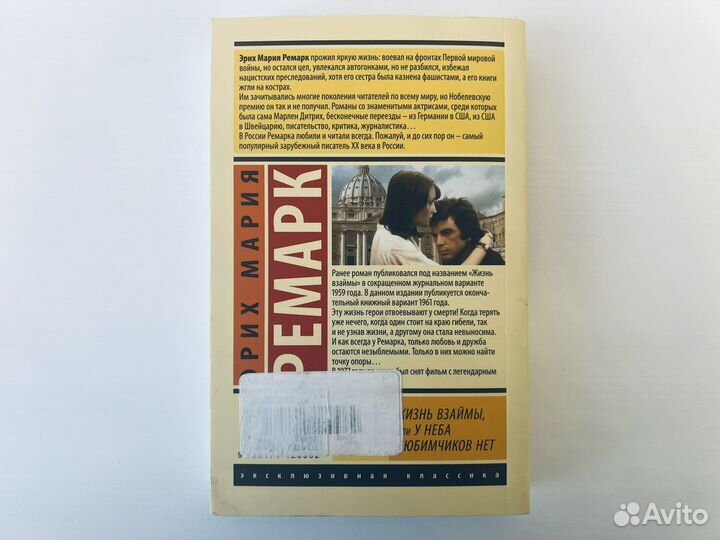 Эрих Мария Ремарк прожил яркую жизнь: воевал на фронтах Первой мировой
войны, но остался цел, увлекался автогонками, но не разбился, избежал
нацистских преследований, хотя его сестра была казнена фашистами, а его книги
жгли на кострах.
Им зачитывались многие поколения читателей по всему миру, но Нобелевскую
премию он так и не получил. Романы со знаменитыми актрисами, среди которых
была сама Марлен Дитрих, бесконечные переезды – из Германии в США, из США
в Швейцарию, писательство, критика, журналистика…
В России Ремарка любили и читали всегда. Пожалуй, и до сих пор он – самый
популярный зарубежный писатель XX века в России.
ЭРИХ МАРИЯ
РЕМАРК
Ранее роман публиковался под названием «Жизнь
взаймы» в сокращенном журнальном варианте
1959 года. В данном издании публикуется оконча-
тельный книжный вариант 1961 года.
Эту жизнь герои отвоевывают у смерти! Когда терять
уже нечего, когда один стоит на краю гибели, так
и не узнав жизни, а другому она стала невыносима.
И как всегда у Ремарка, только любовь и дружба
остаются незыблемыми. Только в них можно найти
точку опоры…
В 1977 году был снят фильм с легендарным
ЖИЗНЬ ВЗАЙМЫ,
или У НЕБА
ЛЮБИМЧИКОВ НЕТ
эксклюзивная классика
Avito